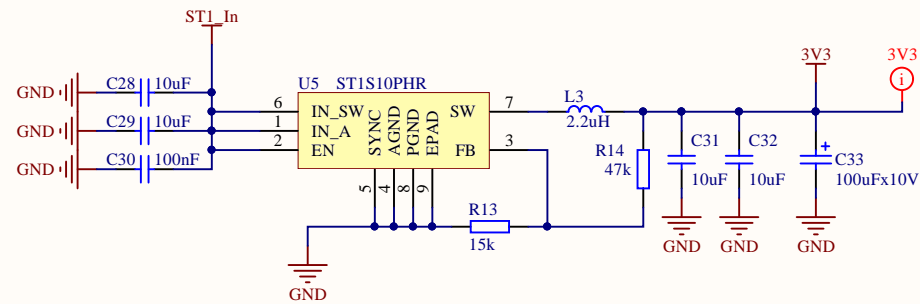 ST1_In
3V3
3V3
i
C28
10uF
GND
U5
ST1S10PHR
6
IN_SW
SW
7
L3
2.2uH
C29
10uF
GND
1
IN_A
2
EN
SYNC
AGND
PGND
EPAD
FB
3
C30
100nF
GND
R14
47k
C31
10uF
C32
10uF
+
C33
100uFx10V
5
4
8
9
R13
15k
GND
GND
GND
GND